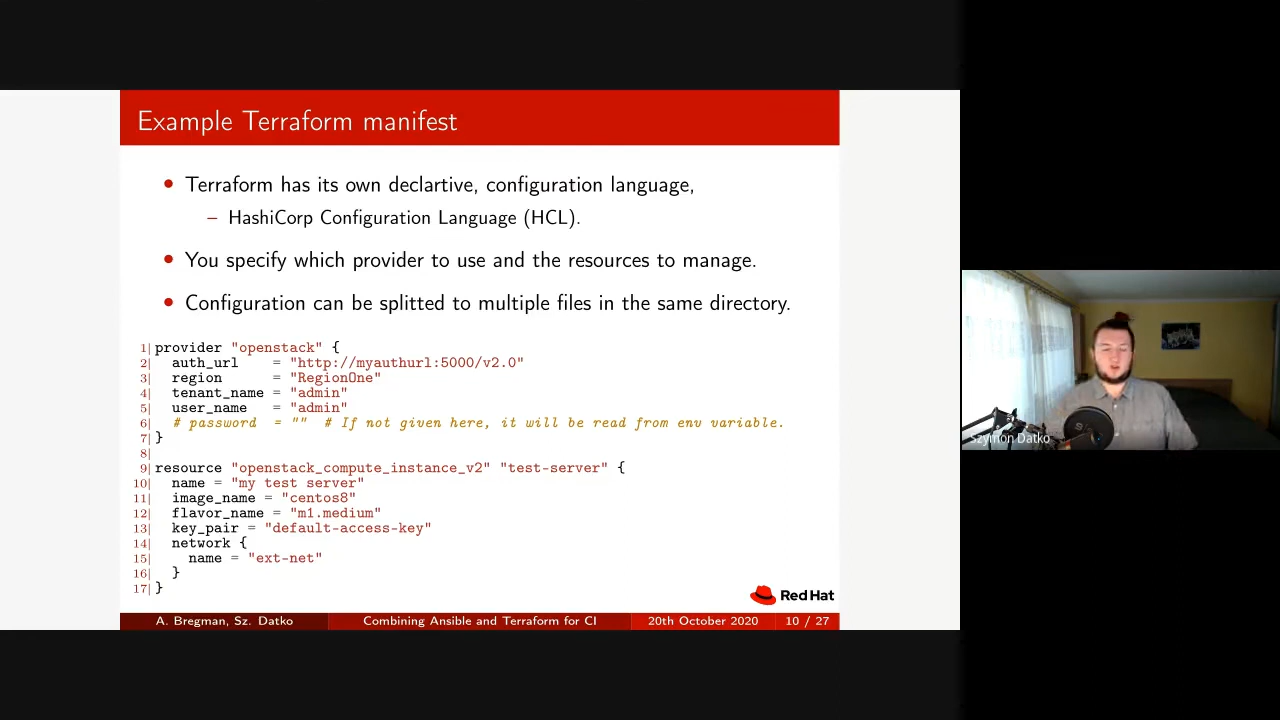 Example Terraform manifest
• Terraform has its own declartive, configuration language,
– HashiCorp Configuration Language (HCL).
• You specify which provider to use and the resources to manage.
• Configuration can be splitted to multiple files in the same directory.
1| provider "openstack" {
2|   auth_url    = "http://myauthurl:5000/v2.0"
3|   region      = "RegionOne"
4|   tenant_name = "admin"
5|   user_name   = "admin"
6|   # password  = ""  # If not given here, it will be read from env variable.
7| }
8|
9| resource "openstack_compute_instance_v2" "test-server" {
10|   name = "my test server"
11|   image_name = "centos8"
12|   flavor_name = "m1.medium"
13|   key_pair = "default-access-key"
14|   network {
15|     name = "ext-net"
16|   }
17| }
Red Hat
A. Bregman, Sz. Datko Combining Ansible and Terraform for CI 20th October 2020 10 / 27
Szymon Datko